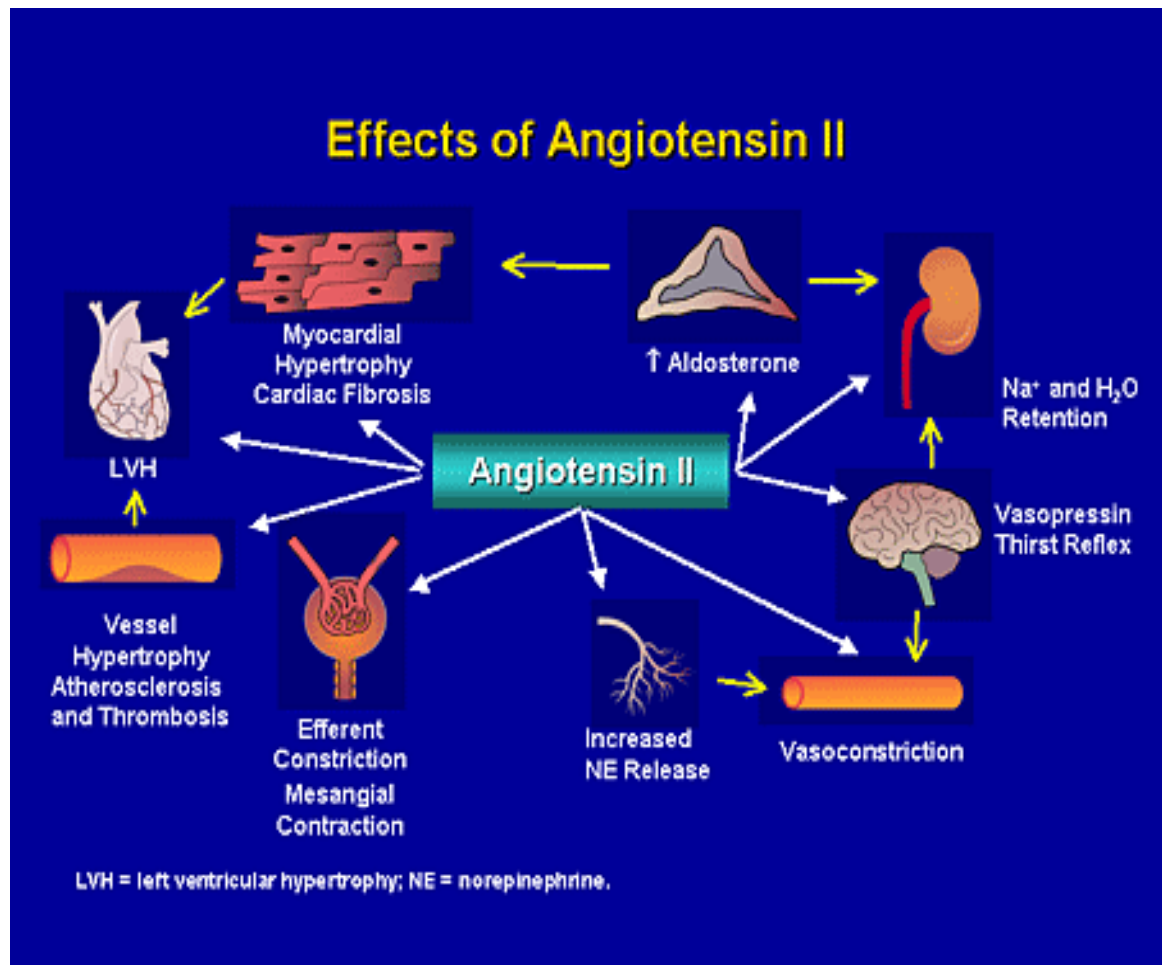 Effects of Angiotensin II
Myocardial
Hypertrophy
Cardiac Fibrosis
↑ Aldosterone
Na⁺ and H₂O
Retention
LVH
Angiotensin II
Vasopressin
Thirst Reflex
Vessel
Hypertrophy
Atherosclerosis
and Thrombosis
Efferent
Constriction
Mesangial
Contraction
Increased
NE Release
Vasoconstriction
LVH = left ventricular hypertrophy; NE = norepinephrine.